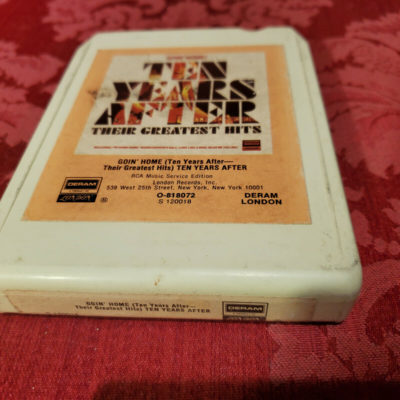 TEN
YEARS
AFTER
THEIR GREATEST HITS
GOIN' HOME (Ten Years After—
Their Greatest Hits) TEN YEARS AFTER
RCA Music Service Edition
London Records, Inc.
539 West 25th Street, New York, New York 10001
O-818072
S 120018
DERAM
LONDON
DERAM
LONDON
®
GOIN' HOME (Ten Years After—
Their Greatest Hits) TEN YEARS AFTER
DERAM
LONDON